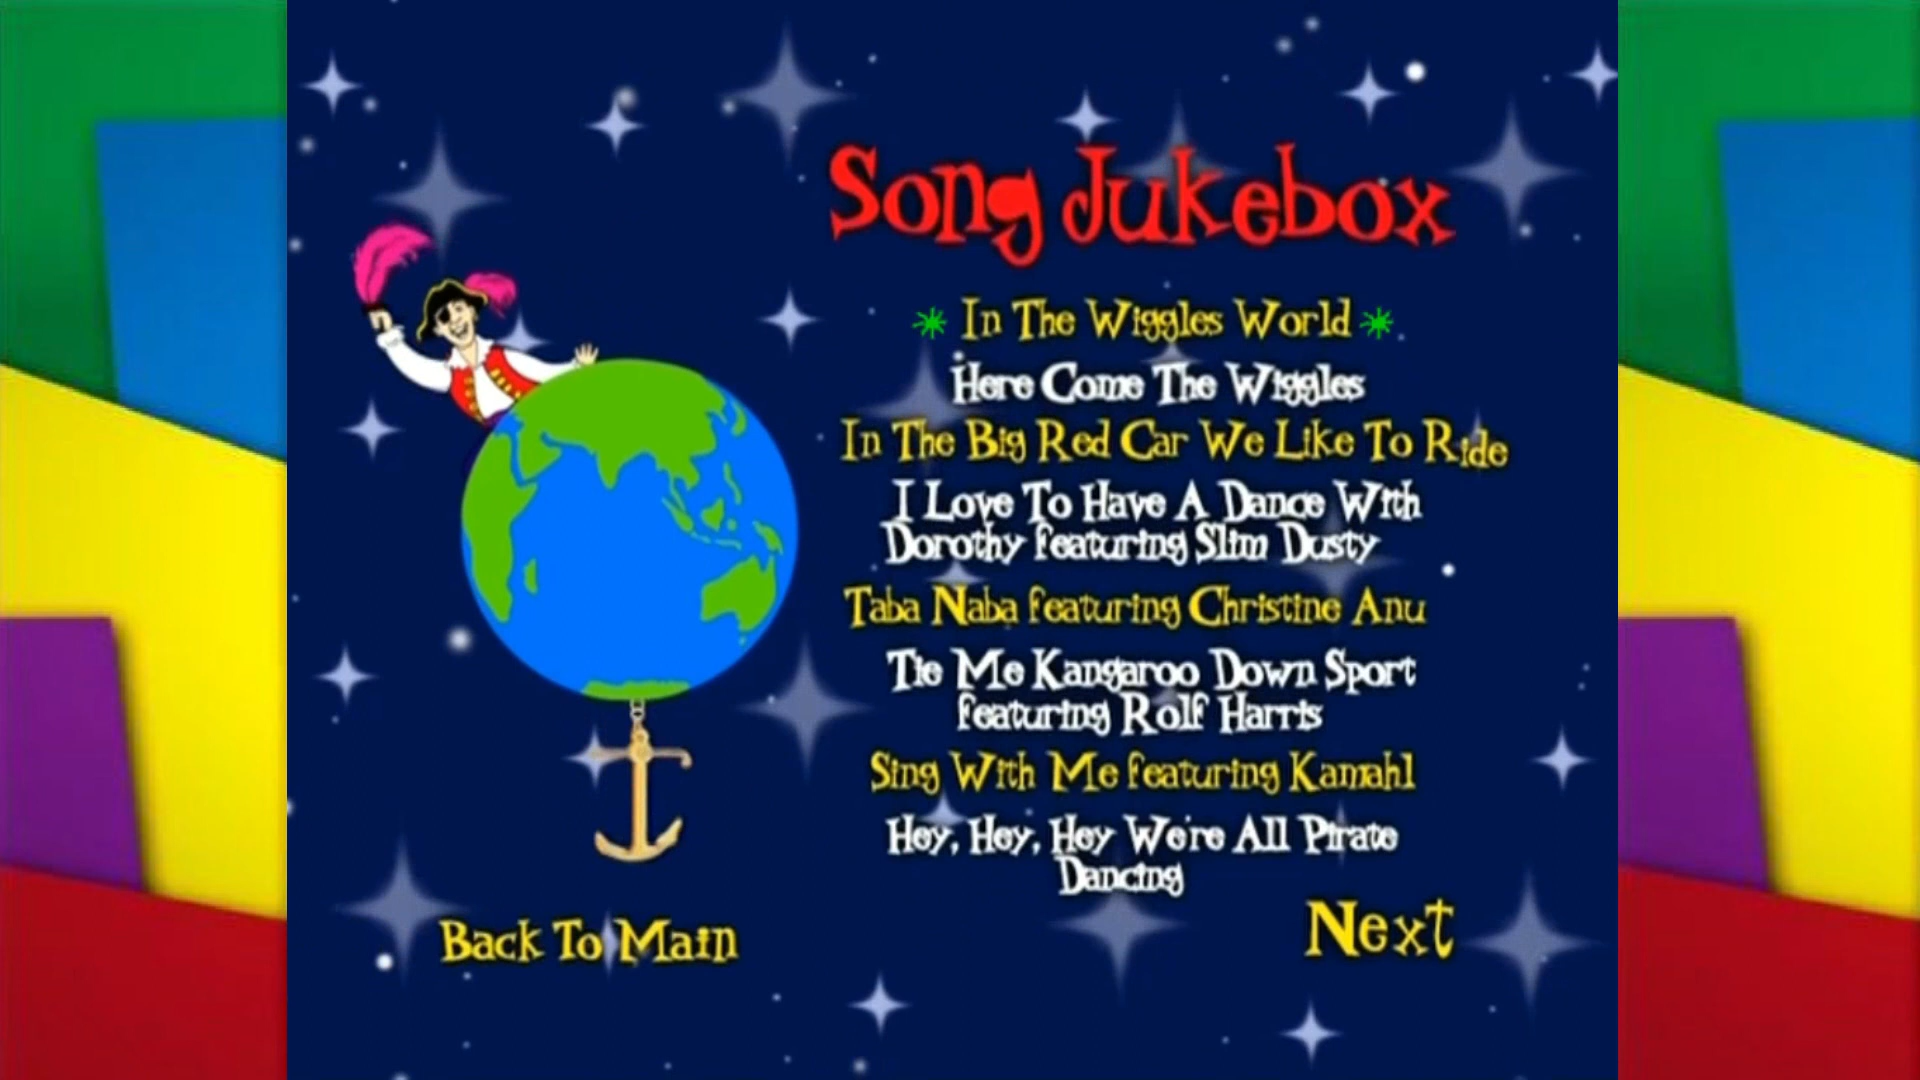 Song Jukebox
In The Wiggles World
Here Come The Wiggles
In The Big Red Car We Like To Ride
I Love To Have A Dance With
Dorothy featuring Slim Dusty
Taba Naba featuring Christine Anu
Tie Me Kangaroo Down Sport
featuring Rolf Harris
Sing With Me featuring Kamahl
Hey, Hey, Hey We're All Pirate
Dancing
Back To Main
Next